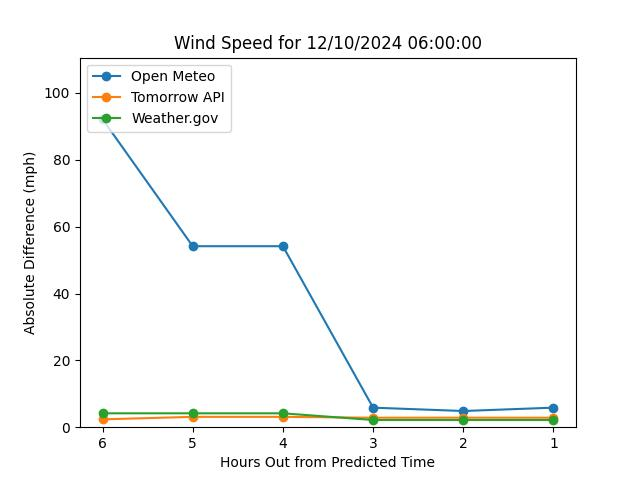 Wind Speed for 12/10/2024 06:00:00
Open Meteo
Tomorrow API
Weather.gov
Absolute Difference (mph)
100
80
60
40
20
0
6 5 4 3 2 1
Hours Out from Predicted Time